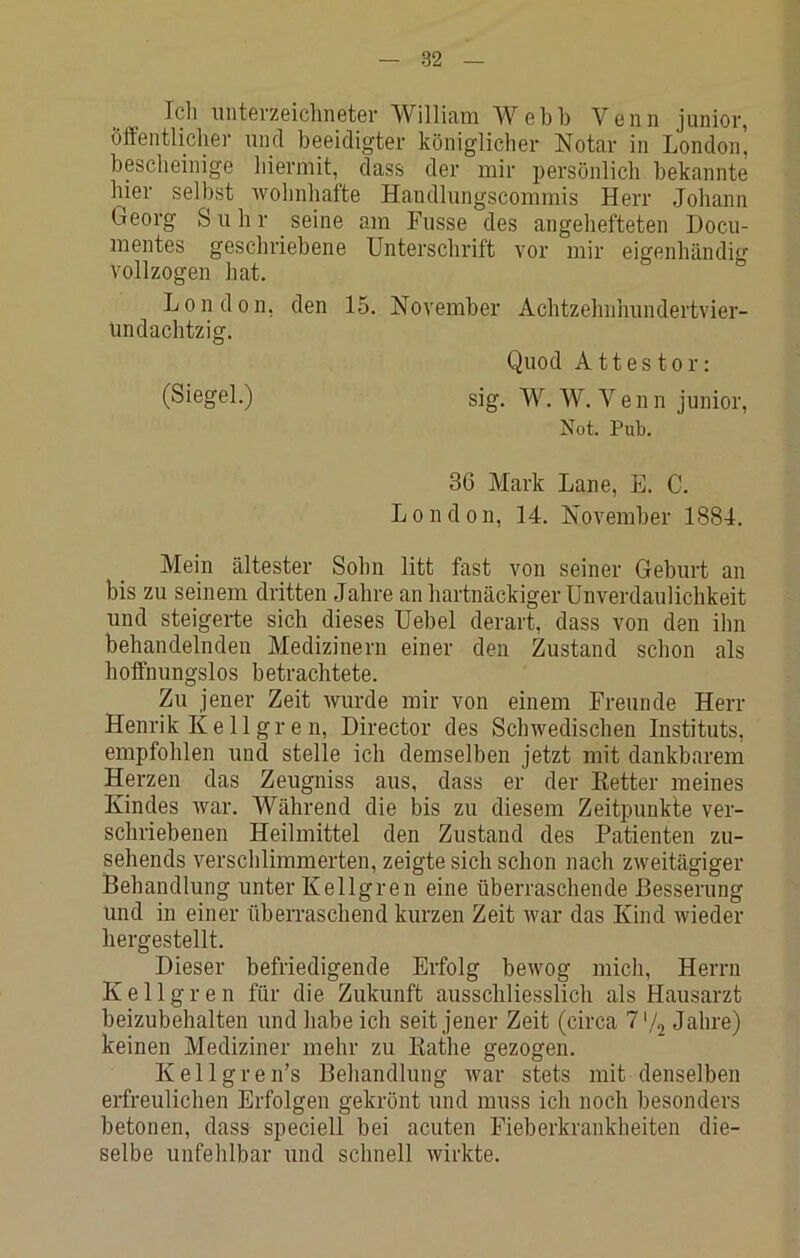 — 32 —
Ich unterzeichneter William Webb Venn junior,
öffentlicher und beeidigter königlicher Notar in London,
bescheinige hiermit, dass der mir persönlich bekannte
hier selbst wohnhafte Handlungscommis Herr Johann
Georg Suhr seine am Fusse des angehefteten Docu-
mentes geschriebene Unterschrift vor mir eigenhändig
vollzogen hat.
London, den 15. November Achtzehnhundertvier-
undachtzig.
Quod Attestor:
(Siegel.) sig. W. W. Venn junior,
Not. Pub.
36 Mark Lane, E. C.
London, 14. November 1884.
Mein ältester Sohn litt fast von seiner Geburt an
bis zu seinem dritten Jahre an hartnäckiger Unverdaulichkeit
und steigerte sich dieses Uebel derart, dass von den ihn
behandelnden Medizinern einer den Zustand schon als
hoffnungslos betrachtete.
Zu jener Zeit wurde mir von einem Freunde Herr
Henrik Kellgren, Director des Schwedischen Instituts,
empfohlen und stelle ich demselben jetzt mit dankbarem
Herzen das Zeugniss aus, dass er der Retter meines
Kindes war. Während die bis zu diesem Zeitpunkte ver-
schriebenen Heilmittel den Zustand des Patienten zu-
sehends verschlimmerten, zeigte sich schon nach zweitägiger
Behandlung unter Kellgren eine überraschende Besserung
und in einer überraschend kurzen Zeit war das Kind wieder
hergestellt.
Dieser befriedigende Erfolg bewog mich, Herrn
Kellgren für die Zukunft ausschliesslich als Hausarzt
beizubehalten und habe ich seit jener Zeit (circa 7 1/2 Jahre)
keinen Mediziner mehr zu Rathe gezogen.
Kellgren's Behandlung war stets mit denselben
erfreulichen Erfolgen gekrönt und muss ich noch besonders
betonen, dass speciell bei acuten Fieberkrankheiten die-
selbe unfehlbar und schnell wirkte.